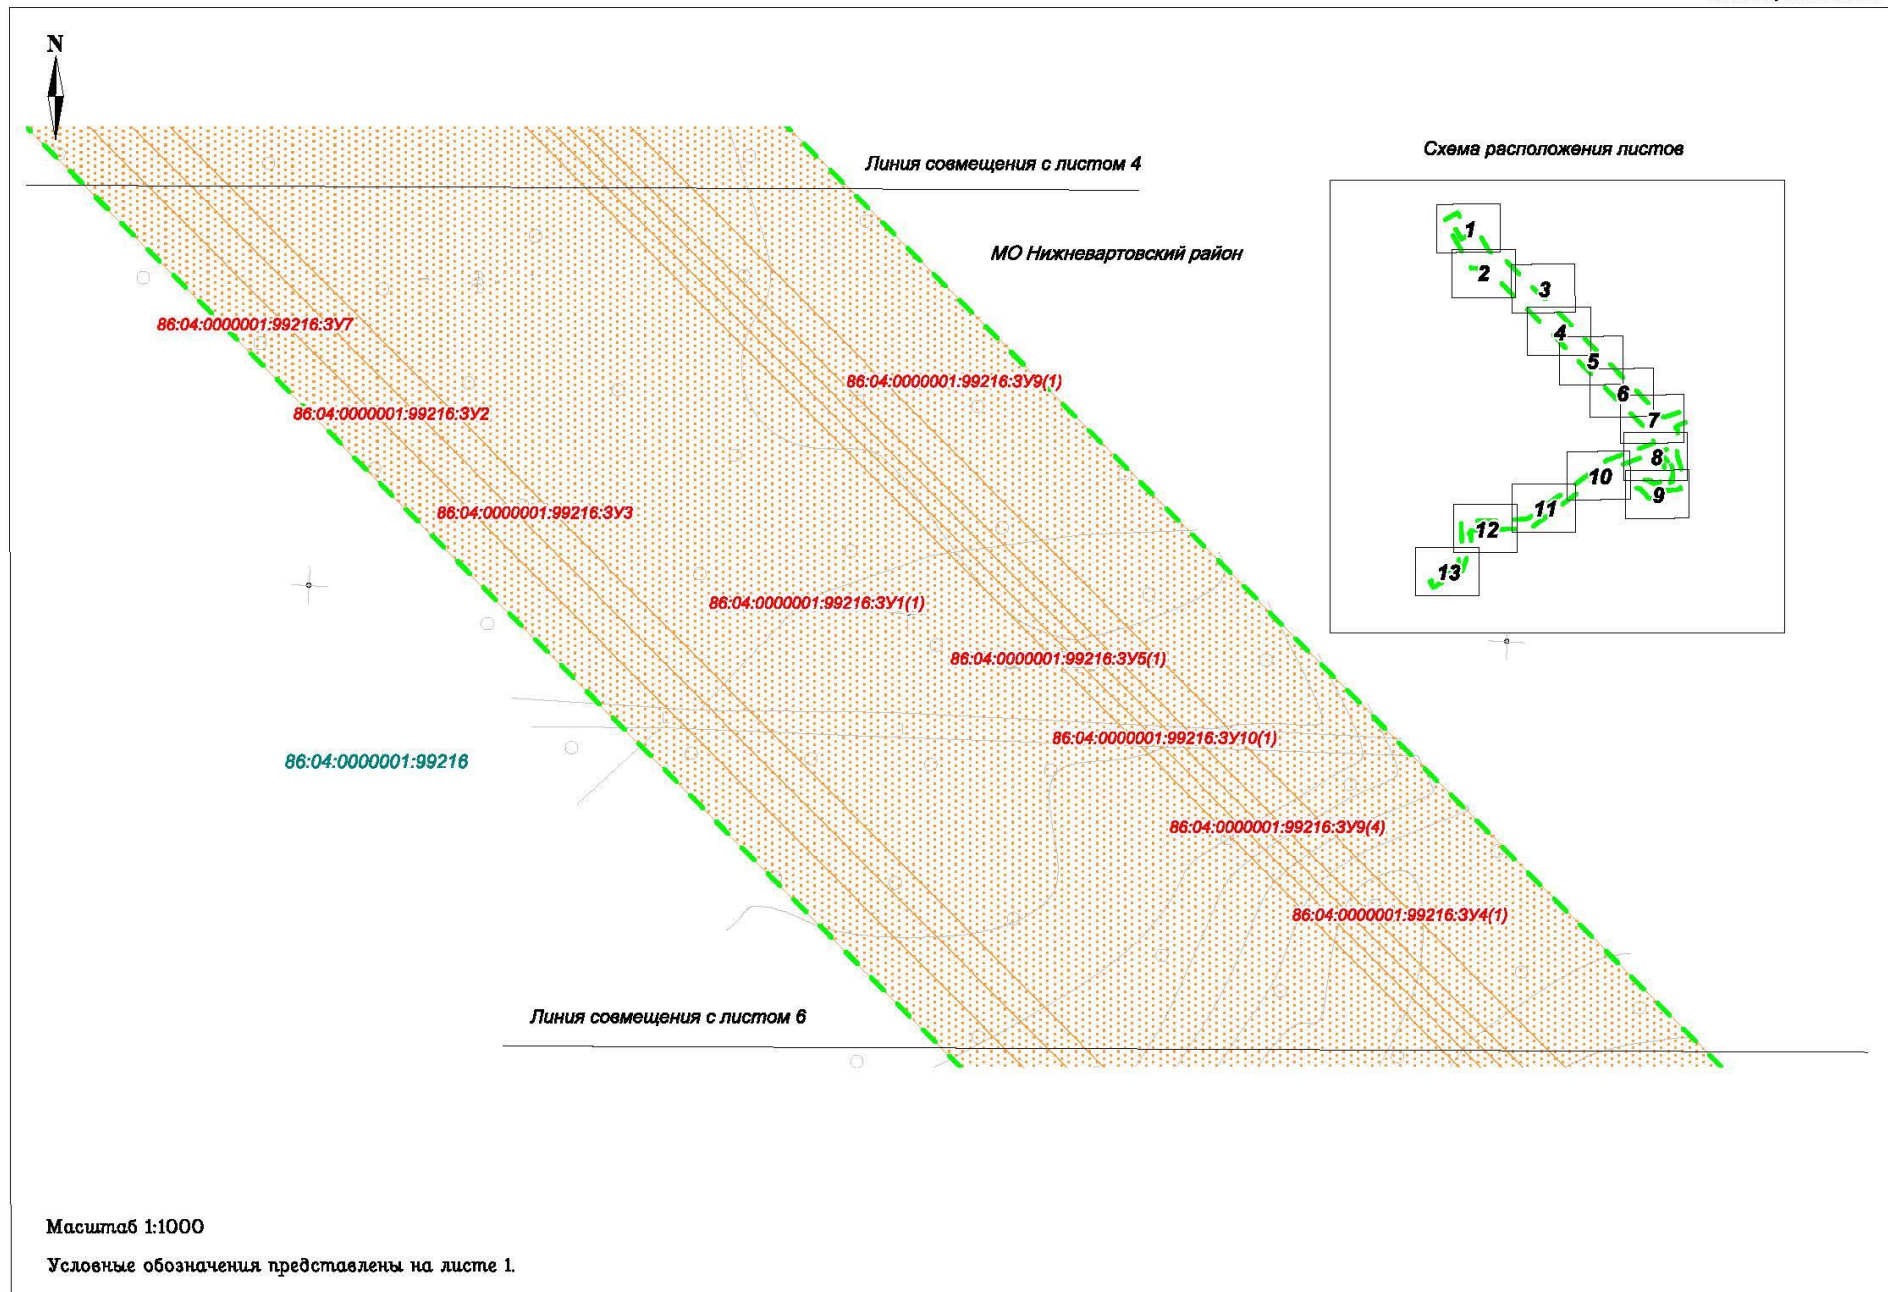 N
Линия совмещения с листом 4
Схема расположения листов
МО Нижневартовский район
1
2
3
4
5
6
7
8
9
10
11
12
13
86:04:0000001:99216:ЗУ7
86:04:0000001:99216:ЗУ9(1)
86:04:0000001:99216:ЗУ2
86:04:0000001:99216:ЗУ3
86:04:0000001:99216:ЗУ1(1)
86:04:0000001:99216:ЗУ5(1)
86:04:0000001:99216:ЗУ10(1)
86:04:0000001:99216
86:04:0000001:99216:ЗУ9(4)
86:04:0000001:99216:ЗУ4(1)
Линия совмещения с листом 6
Масштаб 1:1000
Условные обозначения представлены на листе 1.